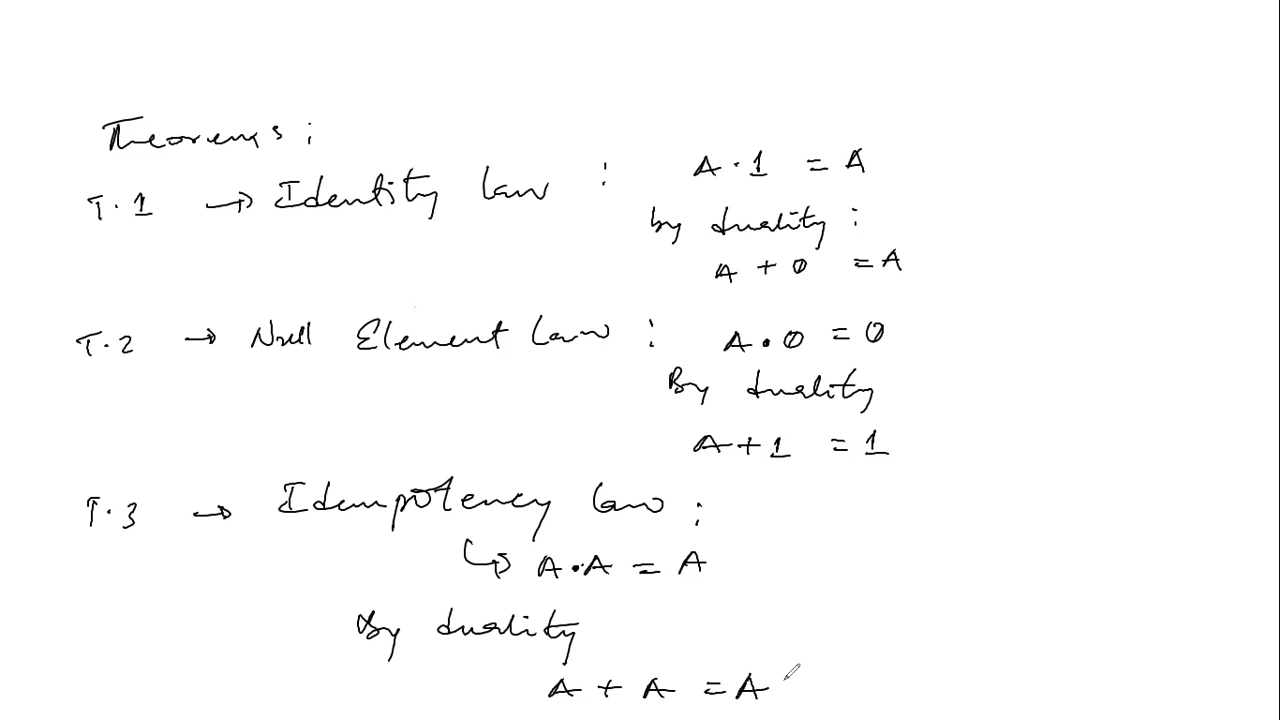 Theorems :
T.1 → Identity law : A · 1 = A
by duality :
A + 0 = A
T.2 → Null Element Law : A • 0 = 0
By duality
A + 1 = 1
T.3 → Idempotency law :
↳ A • A = A
By duality
A + A = A